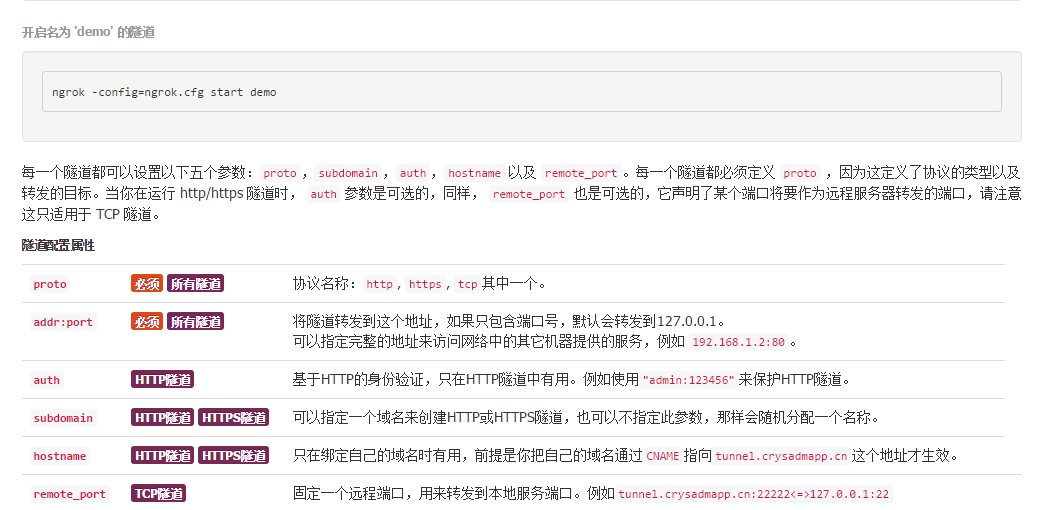 开启名为 'demo' 的隧道
ngrok -config=ngrok.cfg start demo
每一个隧道都可以设置以下五个参数：proto，subdomain，auth，hostname 以及 remote_port。每一个隧道都必须定义 proto ，因为这定义了协议的类型以及
转发的目标。当你在运行 http/https 隧道时， auth 参数是可选的，同样， remote_port 也是可选的，它声明了某个端口将要作为远程服务器转发的端口，请注意
这只适用于 TCP 隧道。
隧道配置属性
proto 必须 所有隧道 协议名称：http, https, tcp 其中一个。
addr:port 必须 所有隧道 将隧道转发到这个地址，如果只包含端口号，默认会转发到127.0.0.1。
可以指定完整的地址来访问网络中的其它机器提供的服务，例如 192.168.1.2:80 。
auth HTTP隧道 基于HTTP的身份验证，只在HTTP隧道中有用。例如使用 "admin:123456" 来保护HTTP隧道。
subdomain HTTP隧道 HTTPS隧道 可以指定一个域名来创建HTTP或HTTPS隧道，也可以不指定此参数，那样会随机分配一个名称。
hostname HTTP隧道 HTTPS隧道 只在绑定自己的域名时有用，前提是你把自己的域名通过 CNAME 指向 tunnel.crysadmapp.cn 这个地址才生效。
remote_port TCP隧道 固定一个远程端口，用来转发到本地服务端口。例如 tunnel.crysadmapp.cn:22222<=>127.0.0.1:22